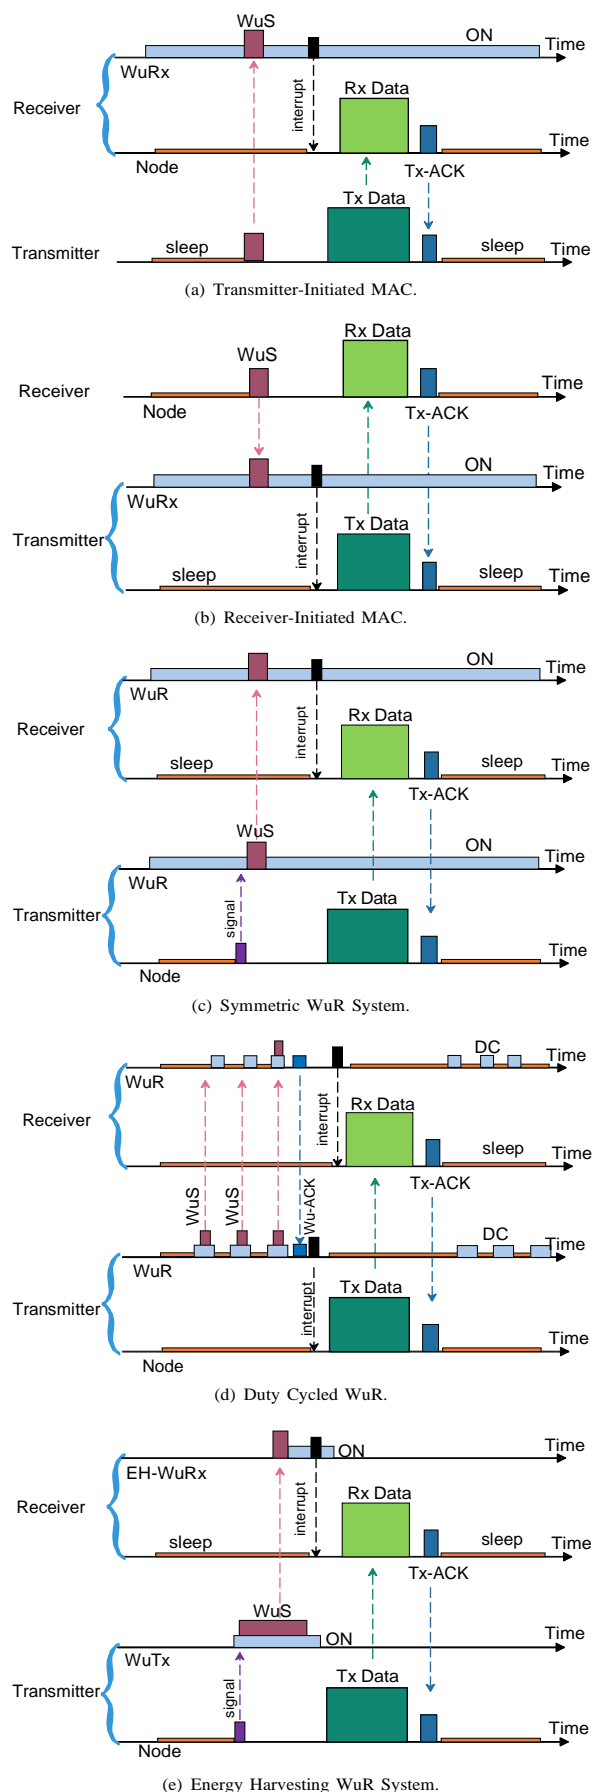 WuS
ON
Time
WuRx
Receiver
interrupt
Rx Data
Time
Node
Tx-ACK
Tx Data
Transmitter
sleep
sleep
Time
(a) Transmitter-Initiated MAC.
Rx Data
WuS
Receiver
Time
Node
Tx-ACK
ON
Time
WuRx
Transmitter
interrupt
Tx Data
sleep
sleep
Time
(b) Receiver-Initiated MAC.
ON
Time
WuR
Receiver
interrupt
Rx Data
sleep
sleep
Time
Tx-ACK
WuS
ON
Time
WuR
Transmitter
signal
Tx Data
Time
Node
(c) Symmetric WuR System.
DC
Time
WuR
Receiver
interrupt
Rx Data
sleep
Time
Tx-ACK
WuS
WuS
Wu-ACK
DC
Time
WuR
Transmitter
interrupt
Tx Data
Time
Node
(d) Duty Cycled WuR.
Time
ON
EH-WuRx
Receiver
interrupt
Rx Data
sleep
sleep
Time
Tx-ACK
WuS
ON
Time
WuTx
Transmitter
signal
Tx Data
Time
Node
(e) Energy Harvesting WuR System.